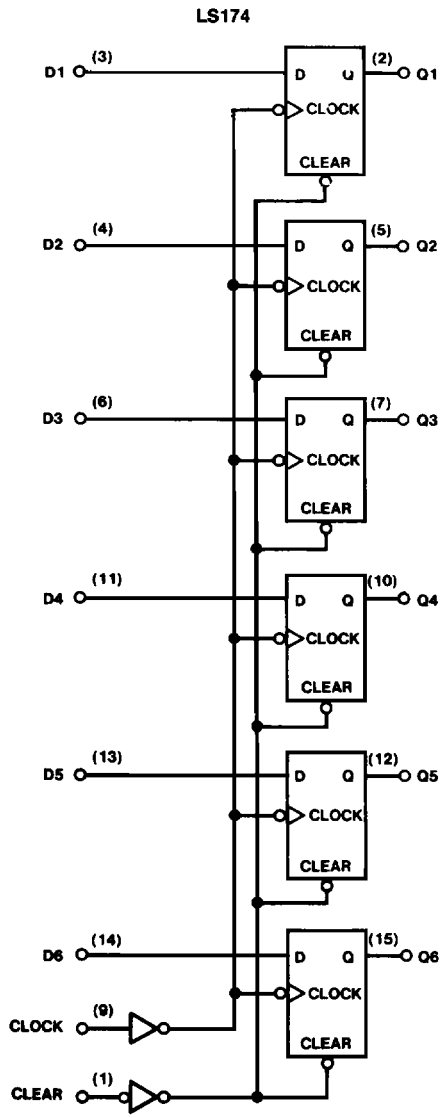 LS174
D1 (3) D Q (2) Q1
CLOCK
CLEAR
D2 (4) D Q (5) Q2
CLOCK
CLEAR
D3 (6) D Q (7) Q3
CLOCK
CLEAR
D4 (11) D Q (10) Q4
CLOCK
CLEAR
D5 (13) D Q (12) Q5
CLOCK
CLEAR
D6 (14) D Q (15) Q6
CLOCK
CLOCK (9)
CLEAR
CLEAR (1)